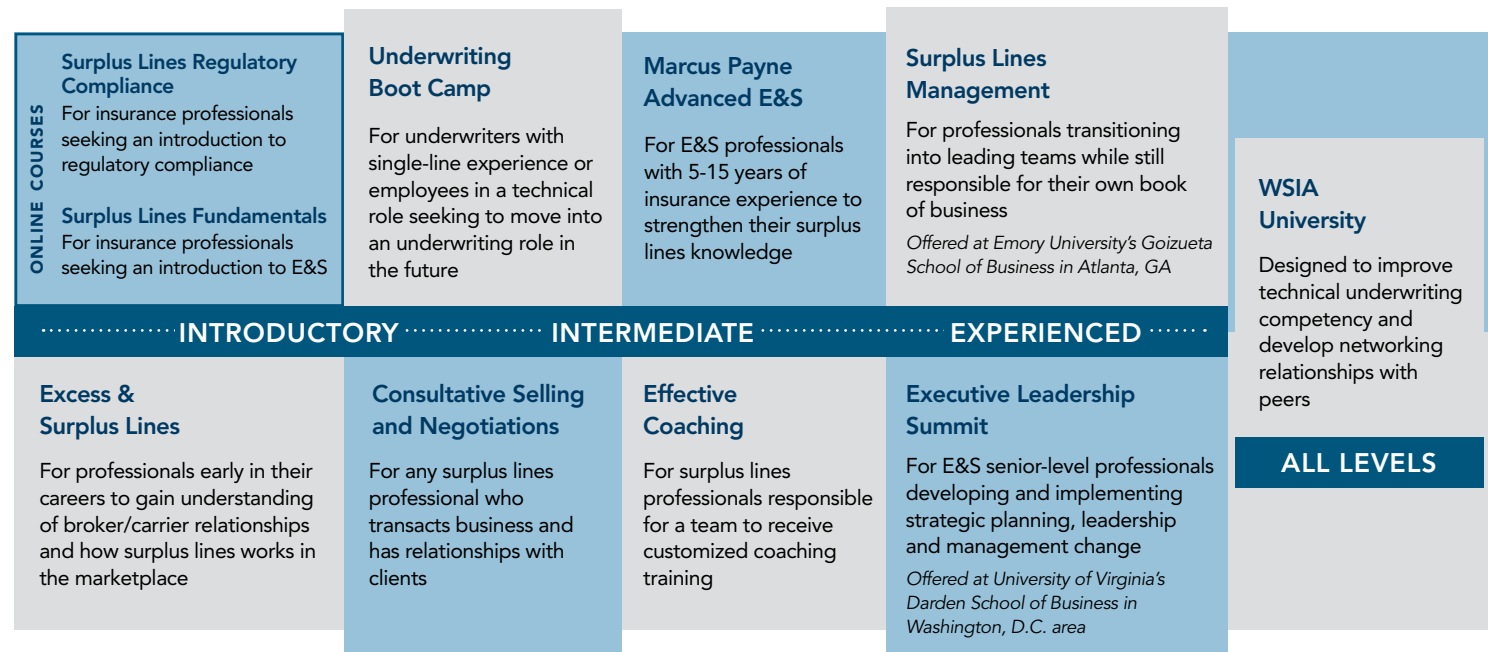 ONLINE COURSES
Surplus Lines Regulatory
Compliance
For insurance professionals
seeking an introduction to
regulatory compliance
Surplus Lines Fundamentals
For insurance professionals
seeking an introduction to E&S
Underwriting
Boot Camp
For underwriters with
single-line experience or
employees in a technical
role seeking to move into
an underwriting role in
the future
Marcus Payne
Advanced E&S
For E&S professionals
with 5-15 years of
insurance experience to
strengthen their surplus
lines knowledge
Surplus Lines
Management
For professionals transitioning
into leading teams while still
responsible for their own book
of business
Offered at Emory University's Goizueta
School of Business in Atlanta, GA
INTRODUCTORY
INTERMEDIATE
EXPERIENCED
Excess &
Surplus Lines
For professionals early in their
careers to gain understanding
of broker/carrier relationships
and how surplus lines works in
the marketplace
Consultative Selling
and Negotiations
For any surplus lines
professional who
transacts business and
has relationships with
clients
Effective
Coaching
For surplus lines
professionals responsible
for a team to receive
customized coaching
training
Executive Leadership
Summit
For E&S senior-level professionals
developing and implementing
strategic planning, leadership
and management change
Offered at University of Virginia's
Darden School of Business in
Washington, D.C. area
WSIA
University
Designed to improve
technical underwriting
competency and
develop networking
relationships with
peers
ALL LEVELS